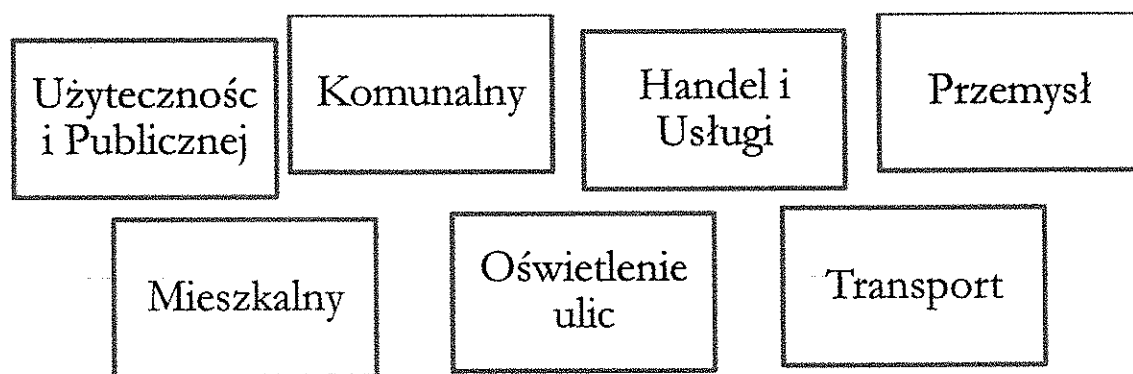 Użytecznośc
i Publicznej
Komunalny
Handel i
Usługi
Przemysł
Mieszkalny
Oświetlenie
ulic
Transport